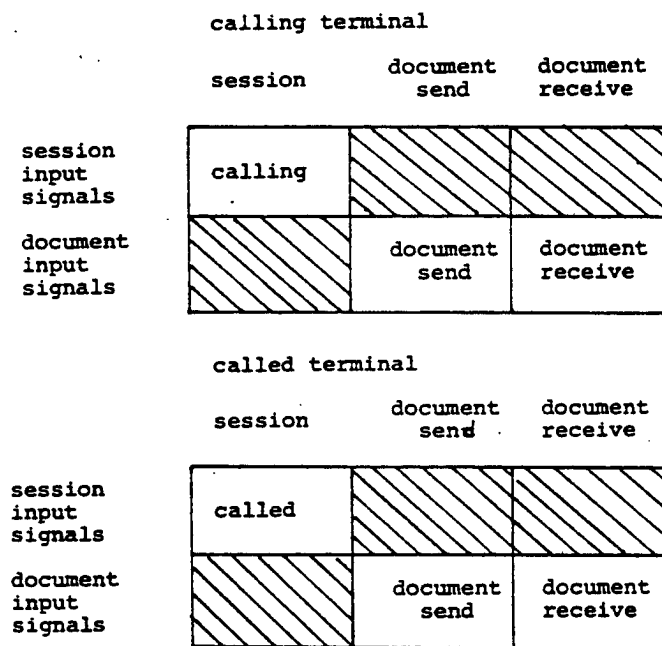 calling terminal
session document send document receive
session input signals calling
document input signals document send document receive
called terminal
session document send document receive
session input signals called
document input signals document send document receive